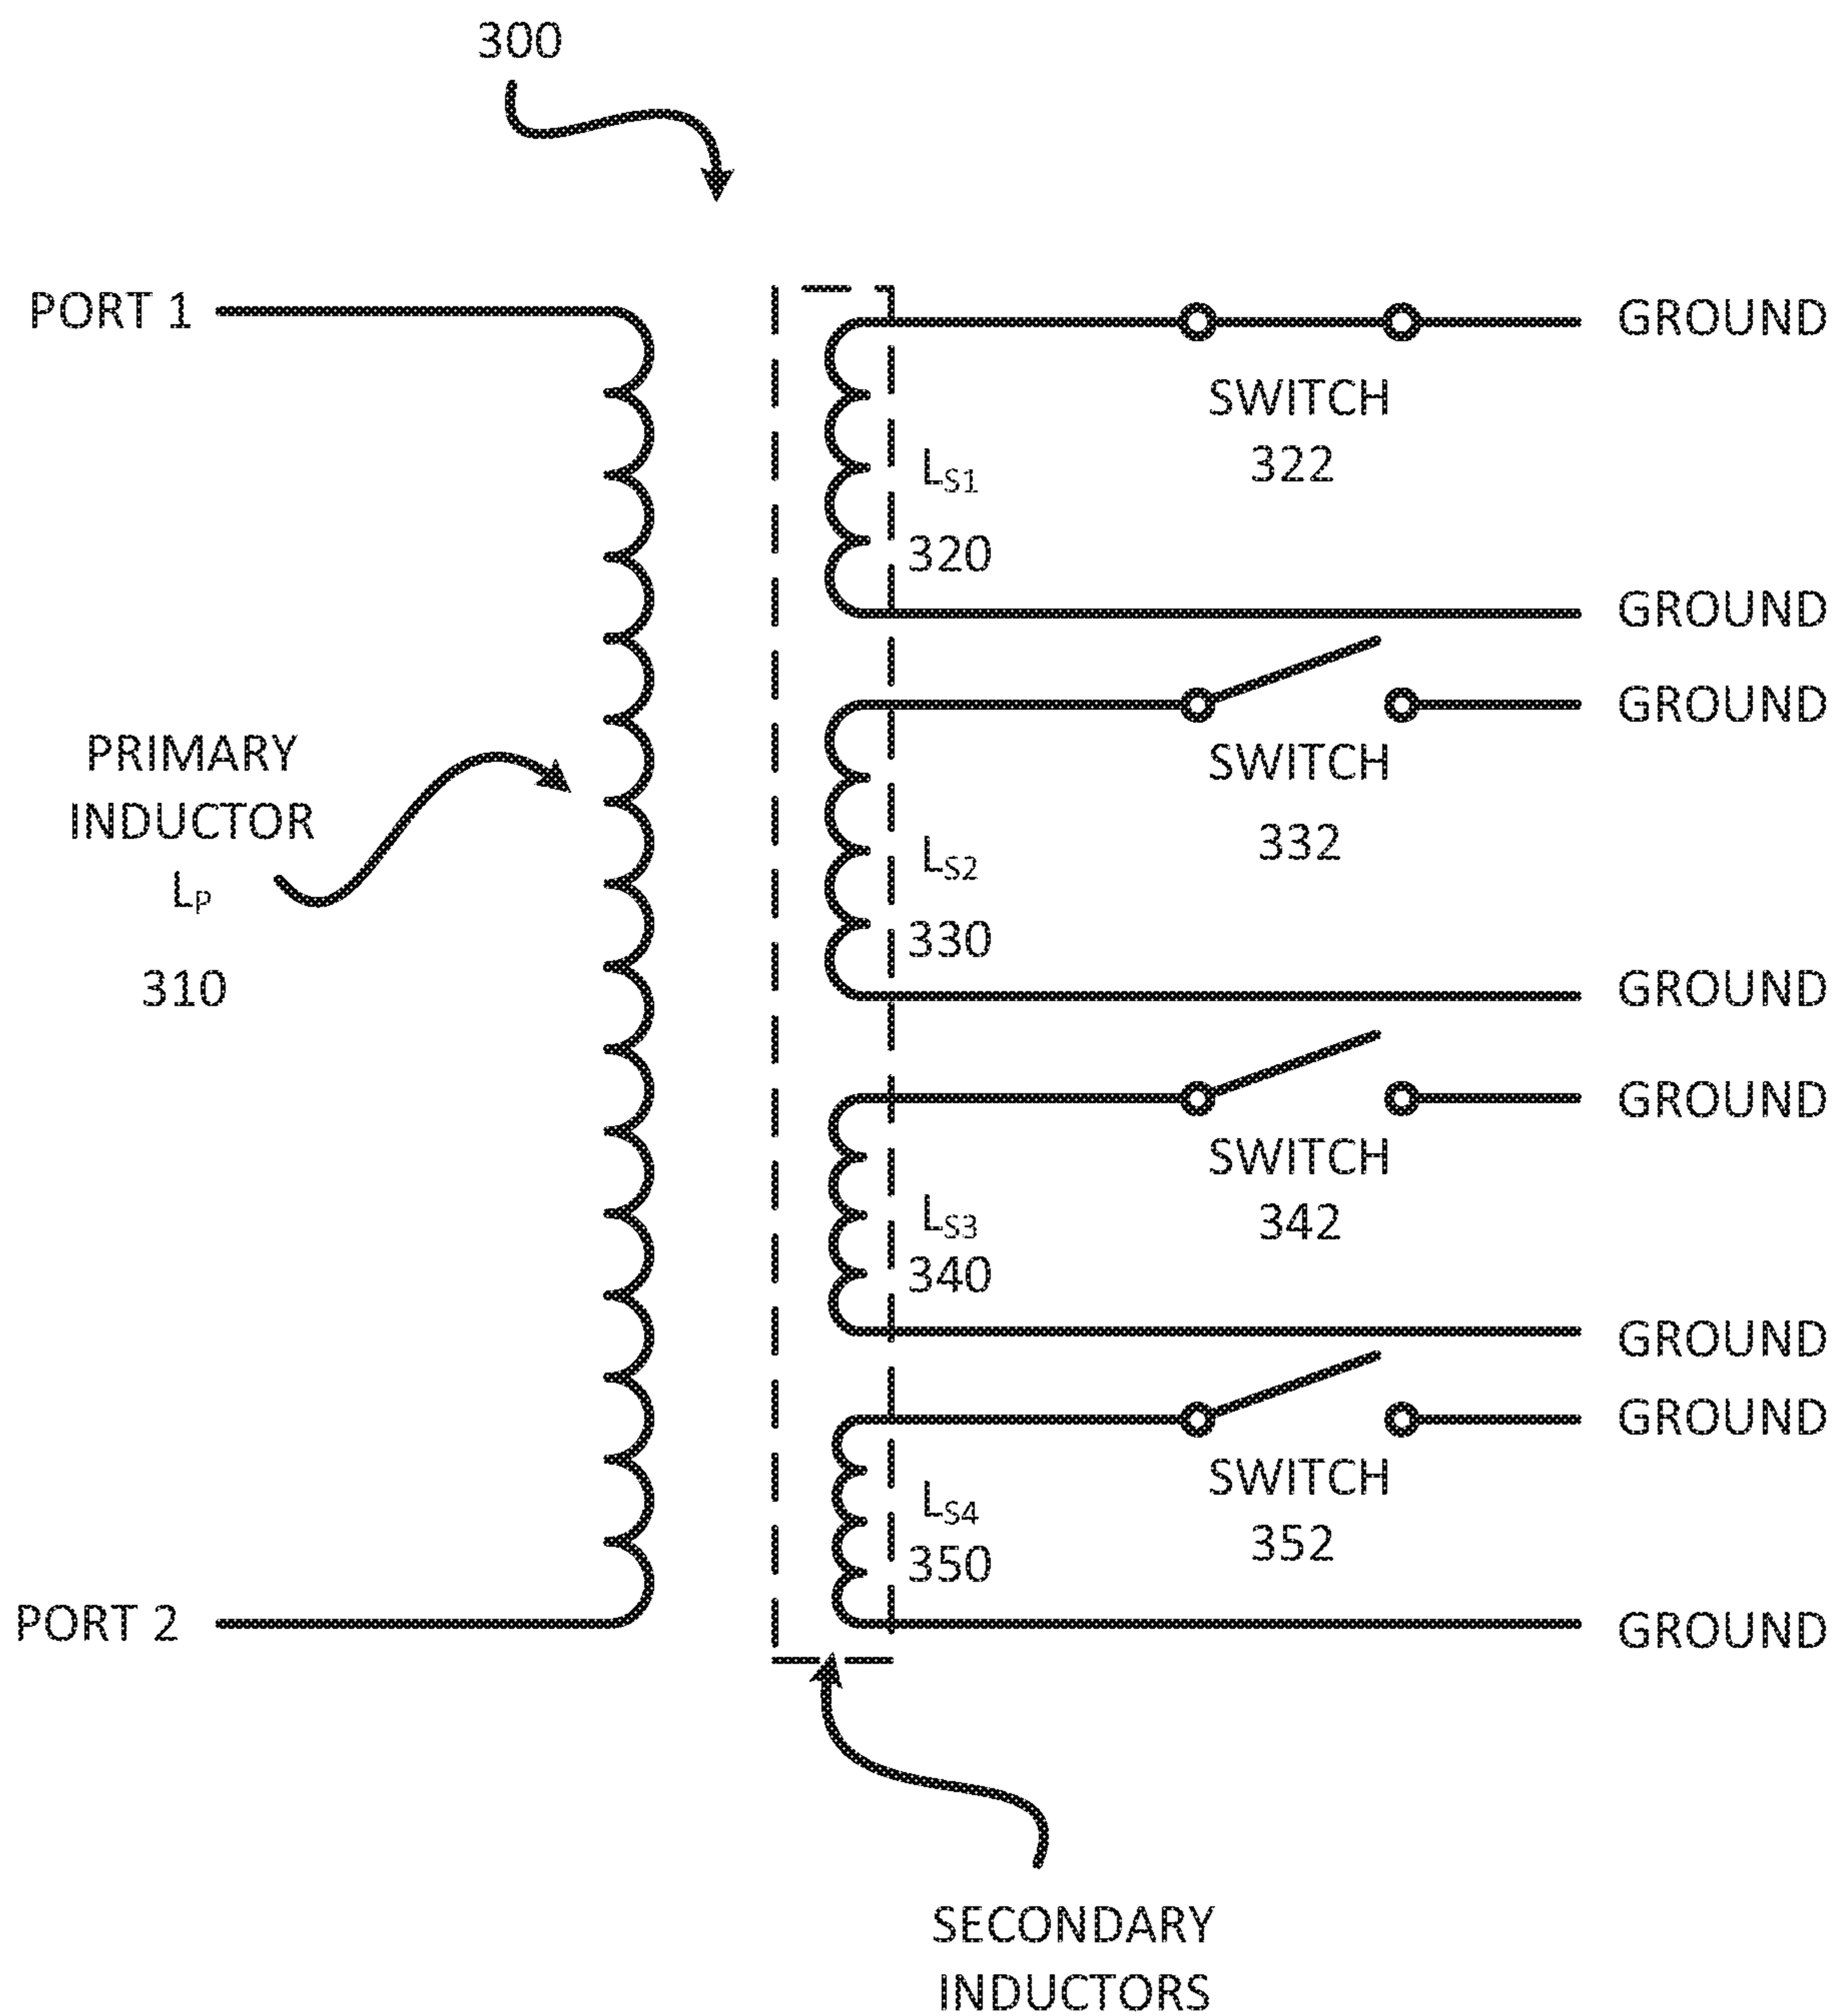 300
PORT 1
GROUND
SWITCH
322
LS1
320
GROUND
GROUND
SWITCH
332
PRIMARY
INDUCTOR
LP
310
LS2
330
GROUND
GROUND
SWITCH
342
LS3
340
GROUND
GROUND
SWITCH
352
LS4
350
PORT 2
GROUND
SECONDARY
INDUCTORS